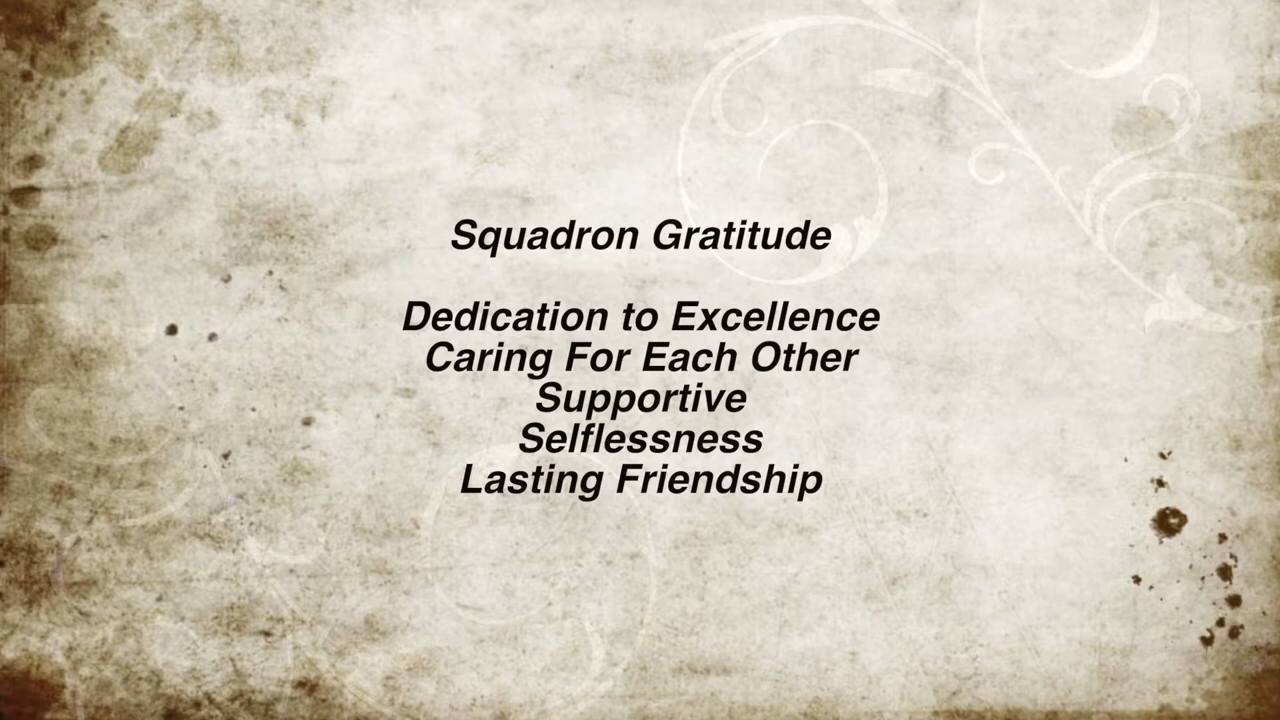 Squadron Gratitude
Dedication to Excellence
Caring For Each Other
Supportive
Selflessness
Lasting Friendship